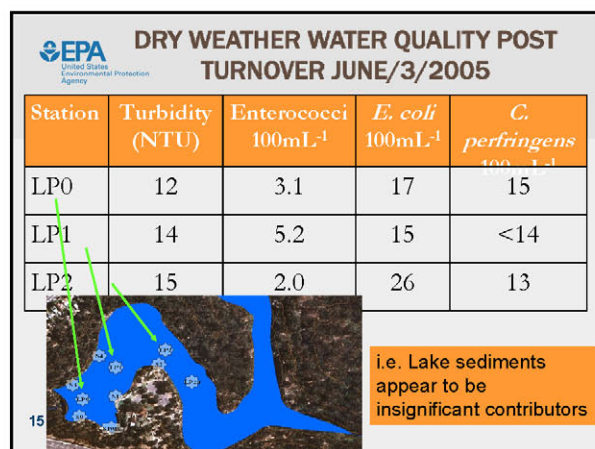 EPA
United States
Environmental Protection
Agency
DRY WEATHER WATER QUALITY POST
TURNOVER JUNE/3/2005
Station Turbidity (NTU) Enterococci 100mL-1 E. coli 100mL-1 C. perfringens 100mL-1
LP0 12 3.1 17 15
LP1 14 5.2 15 <14
LP2 15 2.0 26 13
i.e. Lake sediments
appear to be
insignificant contributors
15